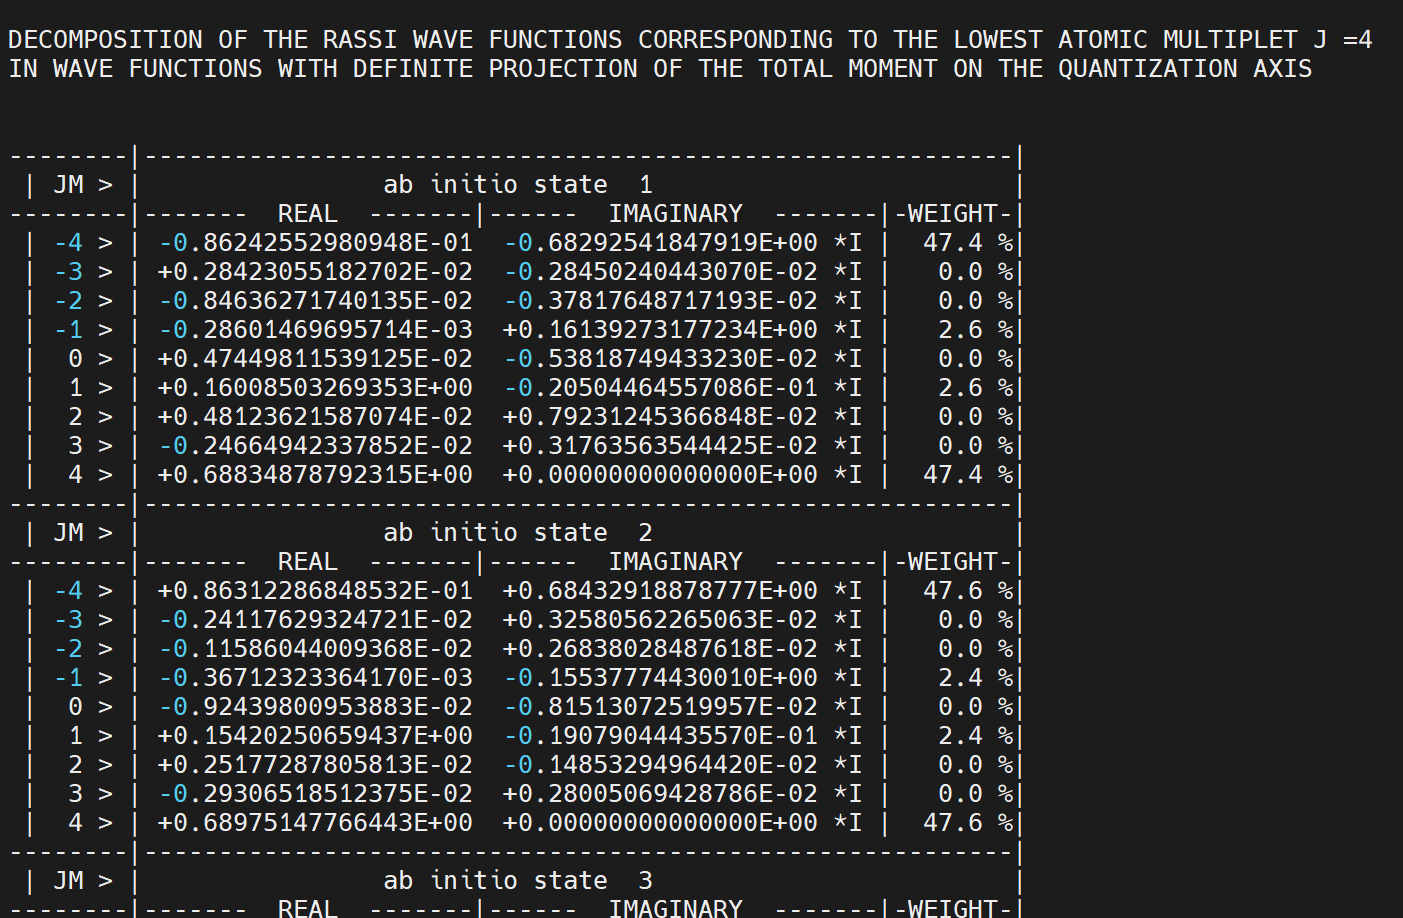 DECOMPOSITION OF THE RASSI WAVE FUNCTIONS CORRESPONDING TO THE LOWEST ATOMIC MULTIPLET J =4
IN WAVE FUNCTIONS WITH DEFINITE PROJECTION OF THE TOTAL MOMENT ON THE QUANTIZATION AXIS
--------|----------------------------------------------------------|
 | JM > |                ab initio state  1                        |
--------|-------  REAL  -------|------  IMAGINARY  -------|-WEIGHT-|
 | -4 > | -0.86242552980948E-01  -0.68292541847919E+00 *I |  47.4 %|
 | -3 > | +0.28423055182702E-02  -0.28450240443070E-02 *I |   0.0 %|
 | -2 > | -0.84636271740135E-02  -0.37817648717193E-02 *I |   0.0 %|
 | -1 > | -0.28601469695714E-03  +0.16139273177234E+00 *I |   2.6 %|
 |  0 > | +0.47449811539125E-02  -0.53818749433230E-02 *I |   0.0 %|
 |  1 > | +0.16008503269353E+00  -0.20504464557086E-01 *I |   2.6 %|
 |  2 > | +0.48123621587074E-02  +0.79231245366848E-02 *I |   0.0 %|
 |  3 > | -0.24664942337852E-02  +0.31763563544425E-02 *I |   0.0 %|
 |  4 > | +0.68834878792315E+00  +0.00000000000000E+00 *I |  47.4 %|
--------|----------------------------------------------------------|
 | JM > |                ab initio state  2                        |
--------|-------  REAL  -------|------  IMAGINARY  -------|-WEIGHT-|
 | -4 > | +0.86312286848532E-01  +0.68432918878777E+00 *I |  47.6 %|
 | -3 > | -0.24117629324721E-02  +0.32580562265063E-02 *I |   0.0 %|
 | -2 > | -0.11586044009368E-02  +0.26838028487618E-02 *I |   0.0 %|
 | -1 > | -0.36712323364170E-03  -0.15537774430010E+00 *I |   2.4 %|
 |  0 > | -0.92439800953883E-02  -0.81513072519957E-02 *I |   0.0 %|
 |  1 > | +0.15420250659437E+00  -0.19079044435570E-01 *I |   2.4 %|
 |  2 > | +0.25177287805813E-02  -0.14853294964420E-02 *I |   0.0 %|
 |  3 > | -0.29306518512375E-02  +0.28005069428786E-02 *I |   0.0 %|
 |  4 > | +0.68975147766443E+00  +0.00000000000000E+00 *I |  47.6 %|
--------|----------------------------------------------------------|
 | JM > |                ab initio state  3                        |
--------|-------  REAL  -------|------  IMAGINARY  -------|-WEIGHT-|